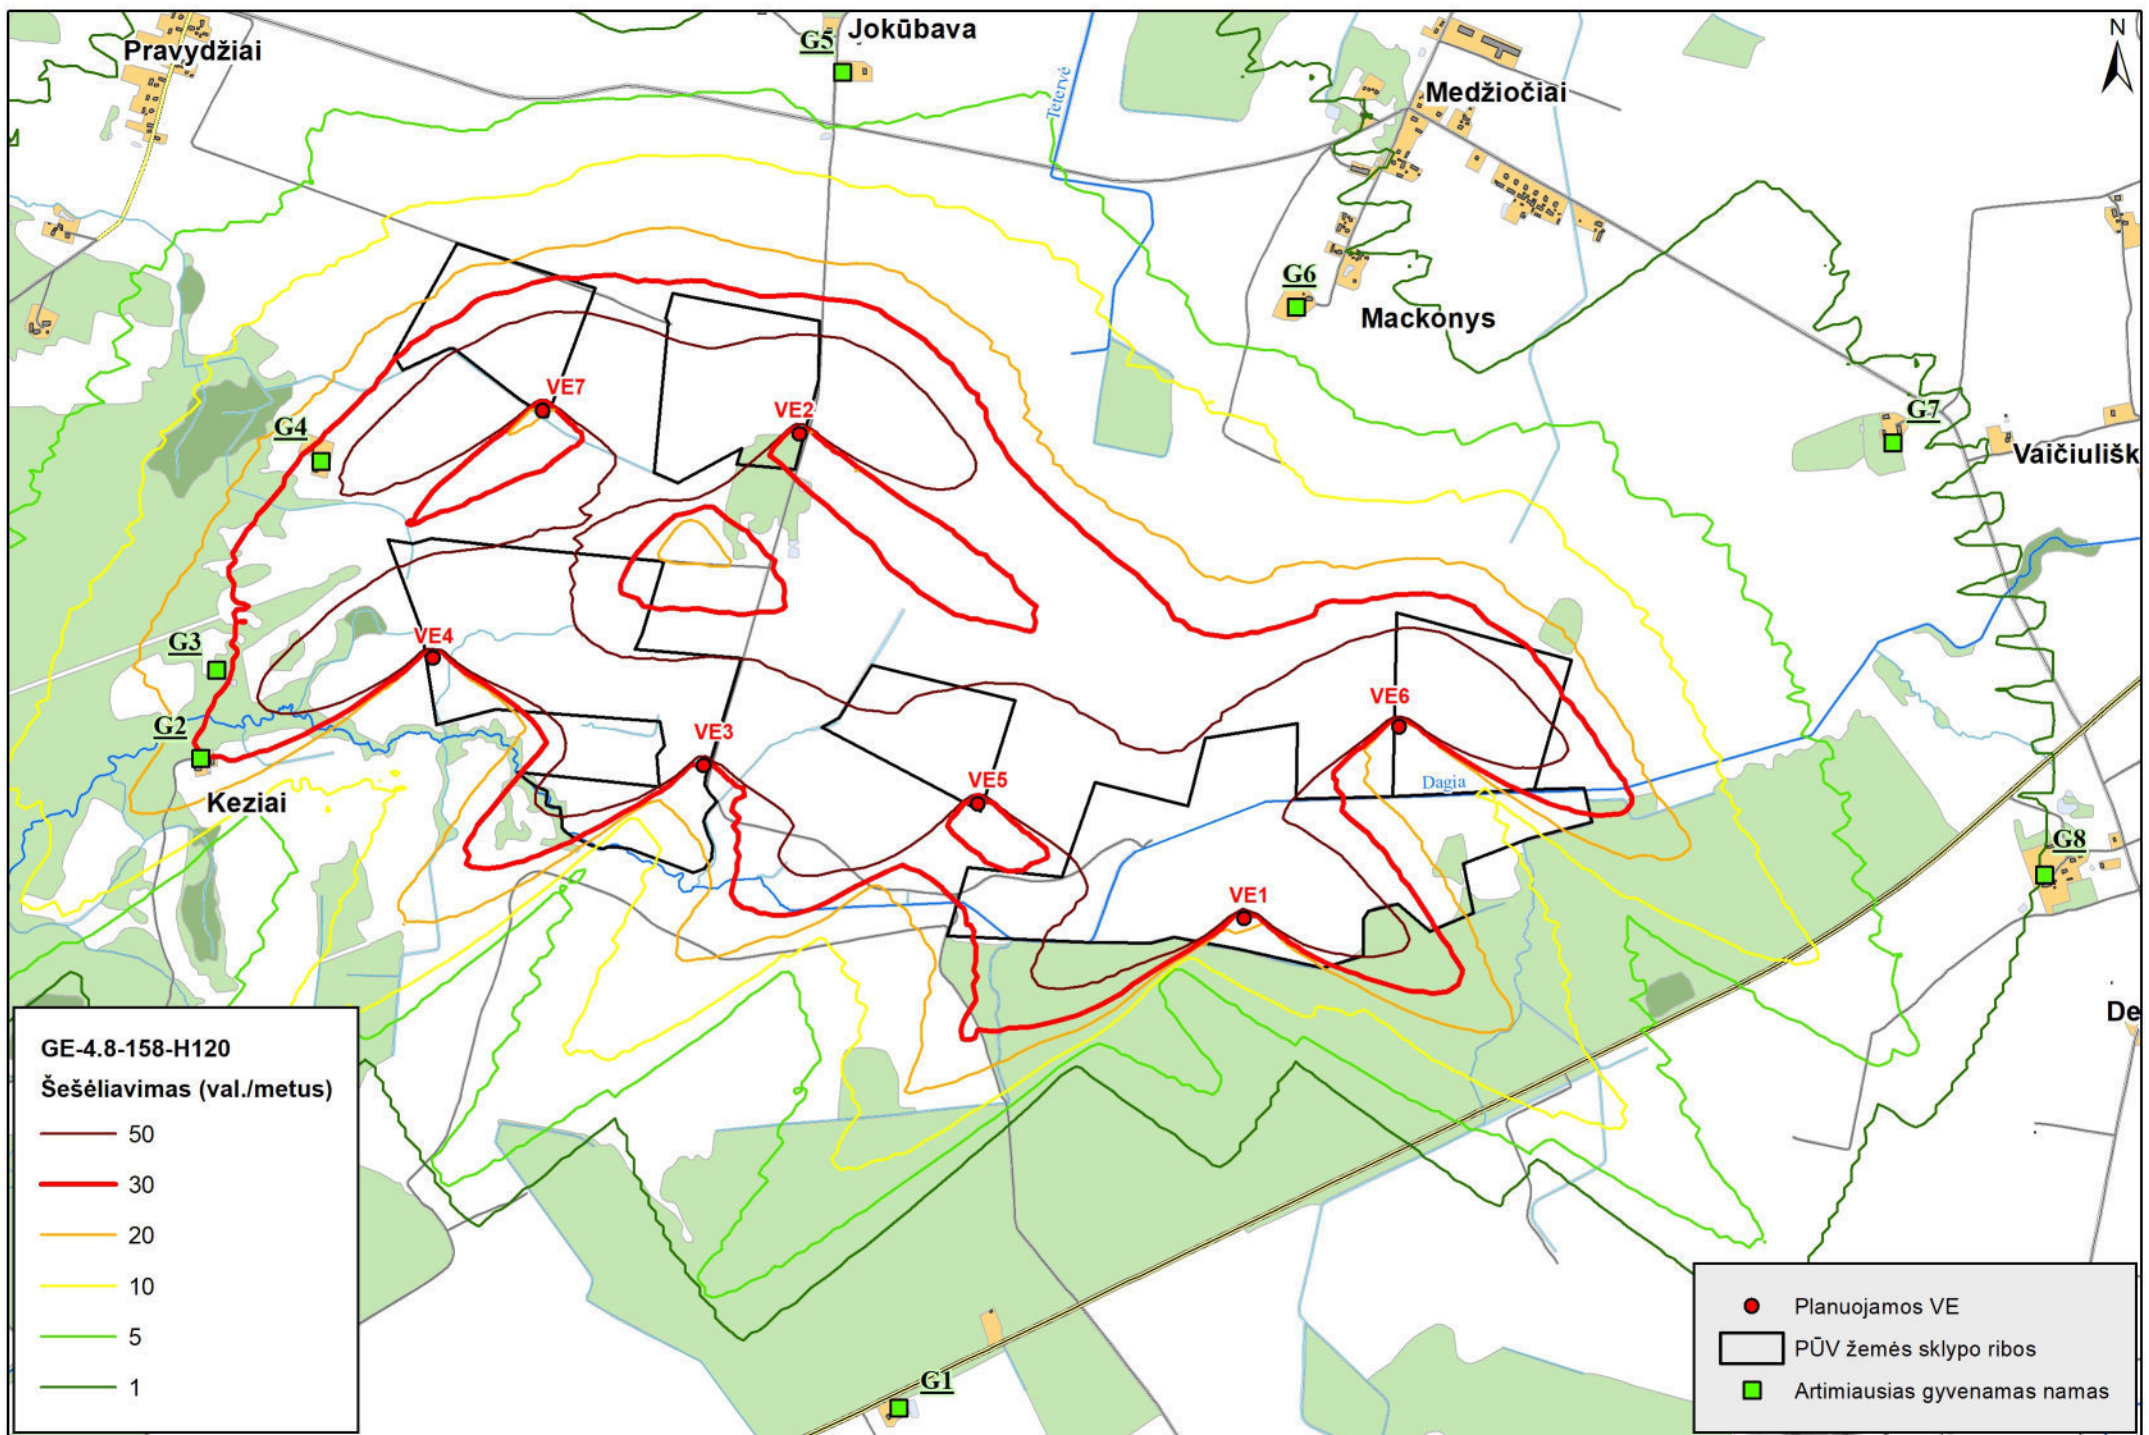 Pravydžiai
G5
Jokūbava
N
Tetervė
Medžiočiai
G6
Mackonys
VE7
VE2
G4
G7
Vaičiulišk
G3
VE4
G2
VE3
VE6
Keziai
VE5
Dagia
G8
VE1
De
GE-4.8-158-H120
Šešėliavimas (val./metus)
50
30
20
10
5
1
G1
Planuojamos VE
PŪV žemės sklypo ribos
Artimiausias gyvenamas namas